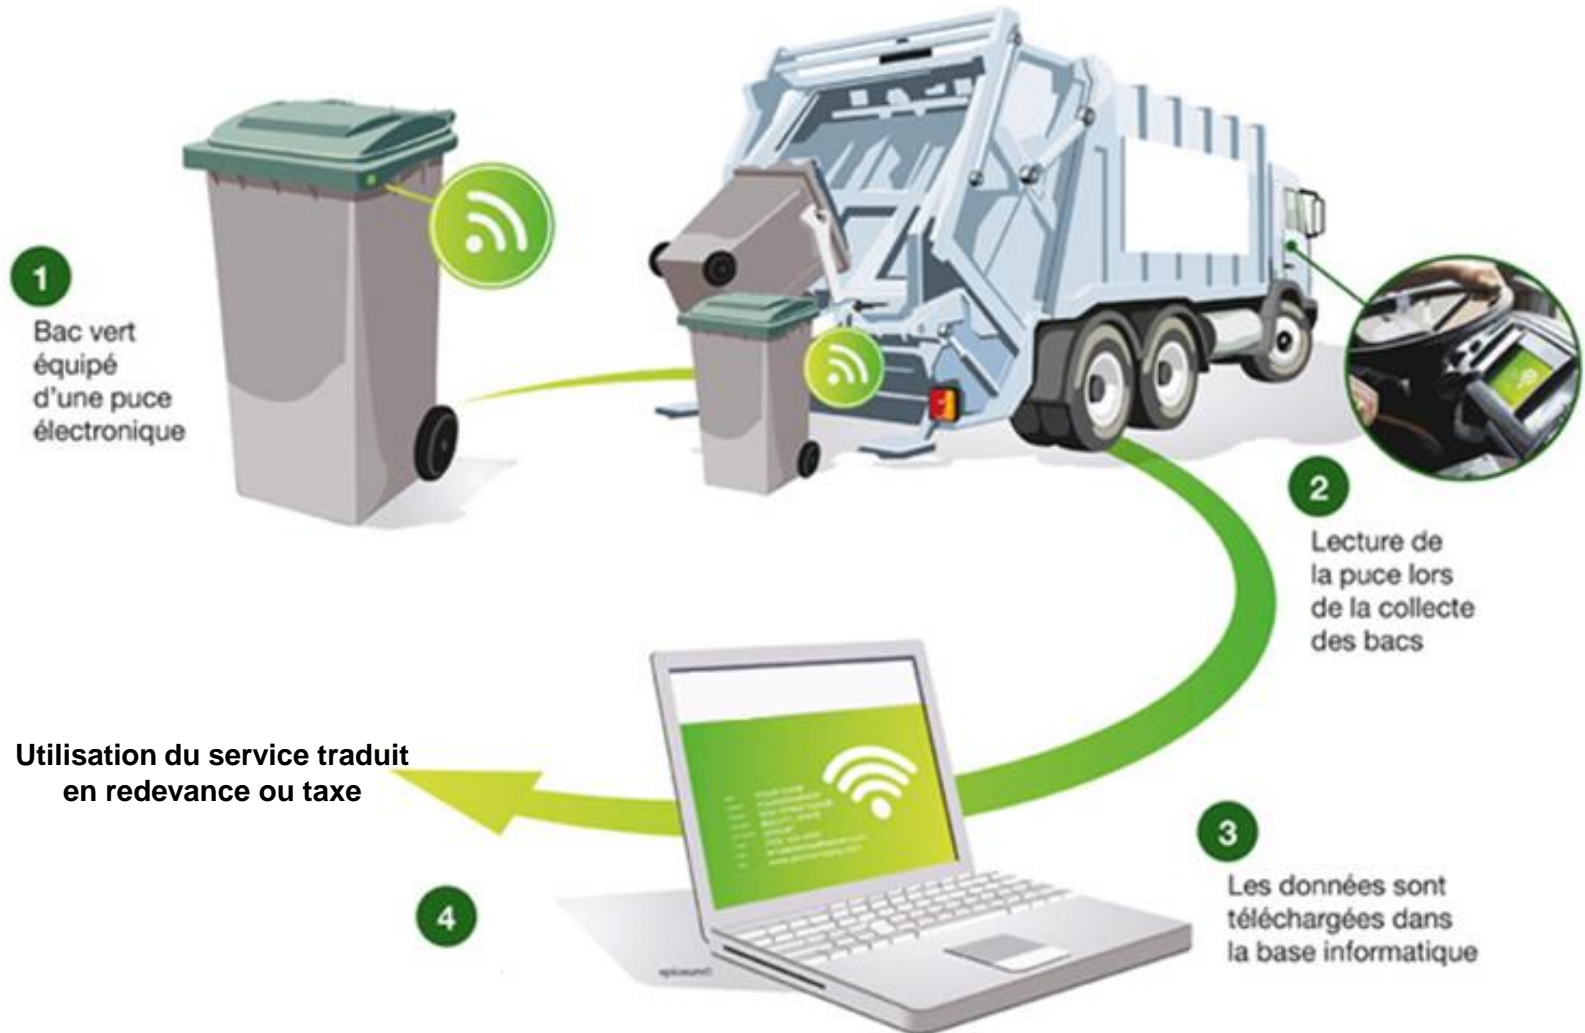 1
Bac vert
équipé
d'une puce
électronique
2
Lecture de
la puce lors
de la collecte
des bacs
3
Les données sont
téléchargées dans
la base informatique
4
Utilisation du service traduit
en redevance ou taxe